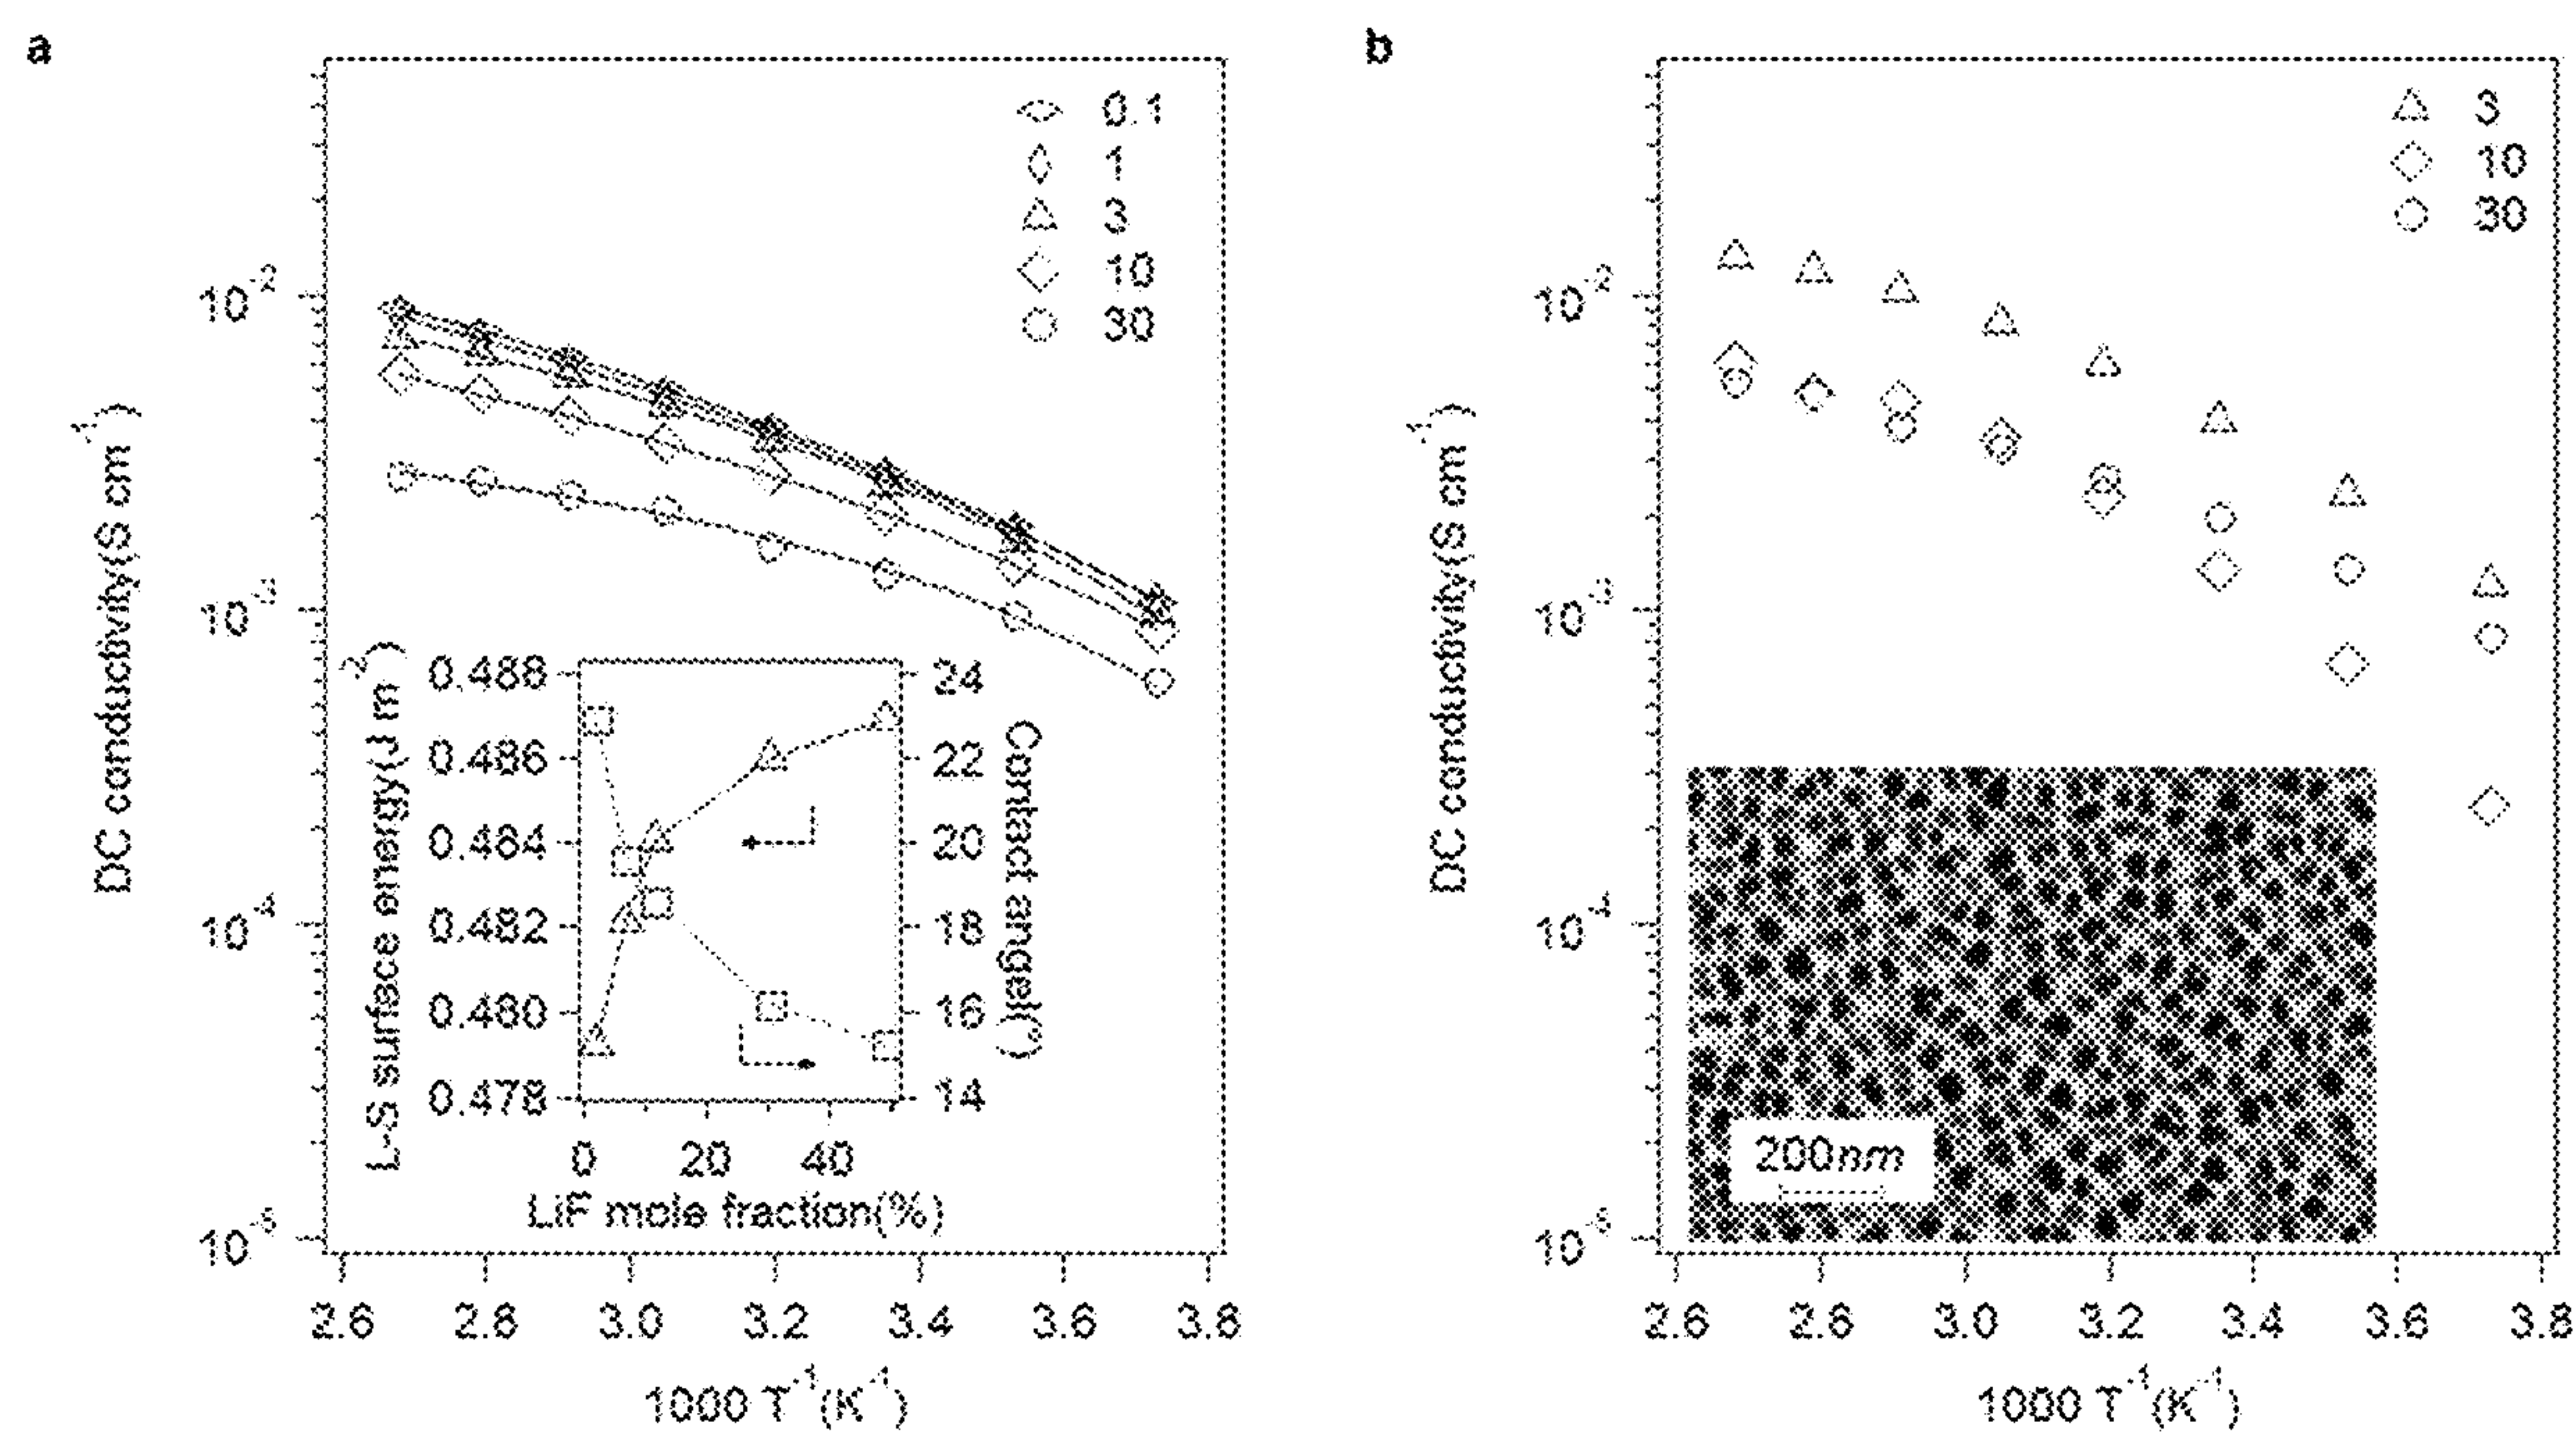 a
0.1
1
3
10
30
10-2
10-3
10-4
10-5
DC conductivity(S cm-1)
2.6 2.8 3.0 3.2 3.4 3.6 3.8
1000 T-1(K-1)
L-S surface energy(J m-2)
0.488
0.486
0.484
0.482
0.480
0.478
24
22
20
18
16
14
Contact angel(°)
0 20 40
LiF mole fraction(%)
b
3
10
30
10-2
10-3
10-4
10-5
DC conductivity(S cm-1)
200nm
2.6 2.8 3.0 3.2 3.4 3.6 3.8
1000 T-1(K-1)